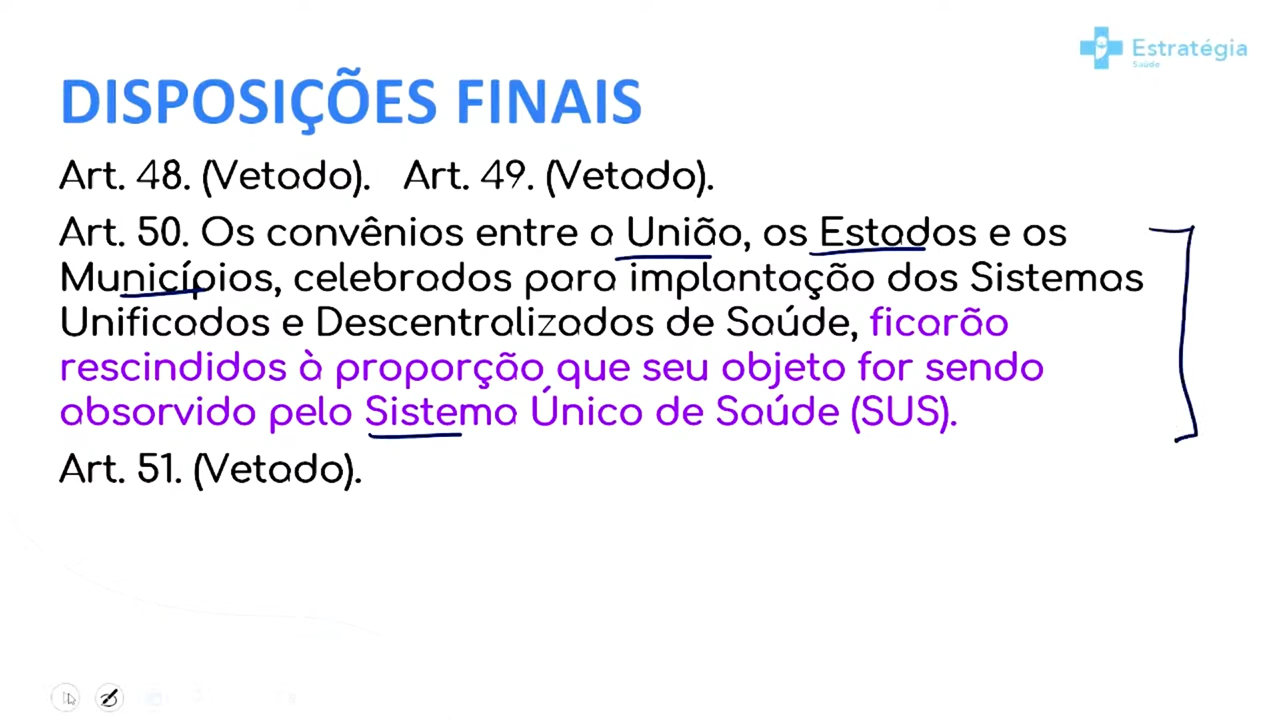 Estratégia
Saúde
DISPOSIÇÕES FINAIS
Art. 48. (Vetado). Art. 49. (Vetado).
Art. 50. Os convênios entre a União, os Estados e os
Municípios, celebrados para implantação dos Sistemas
Unificados e Descentralizados de Saúde, ficarão
rescindidos à proporção que seu objeto for sendo
absorvido pelo Sistema Único de Saúde (SUS).
Art. 51. (Vetado).